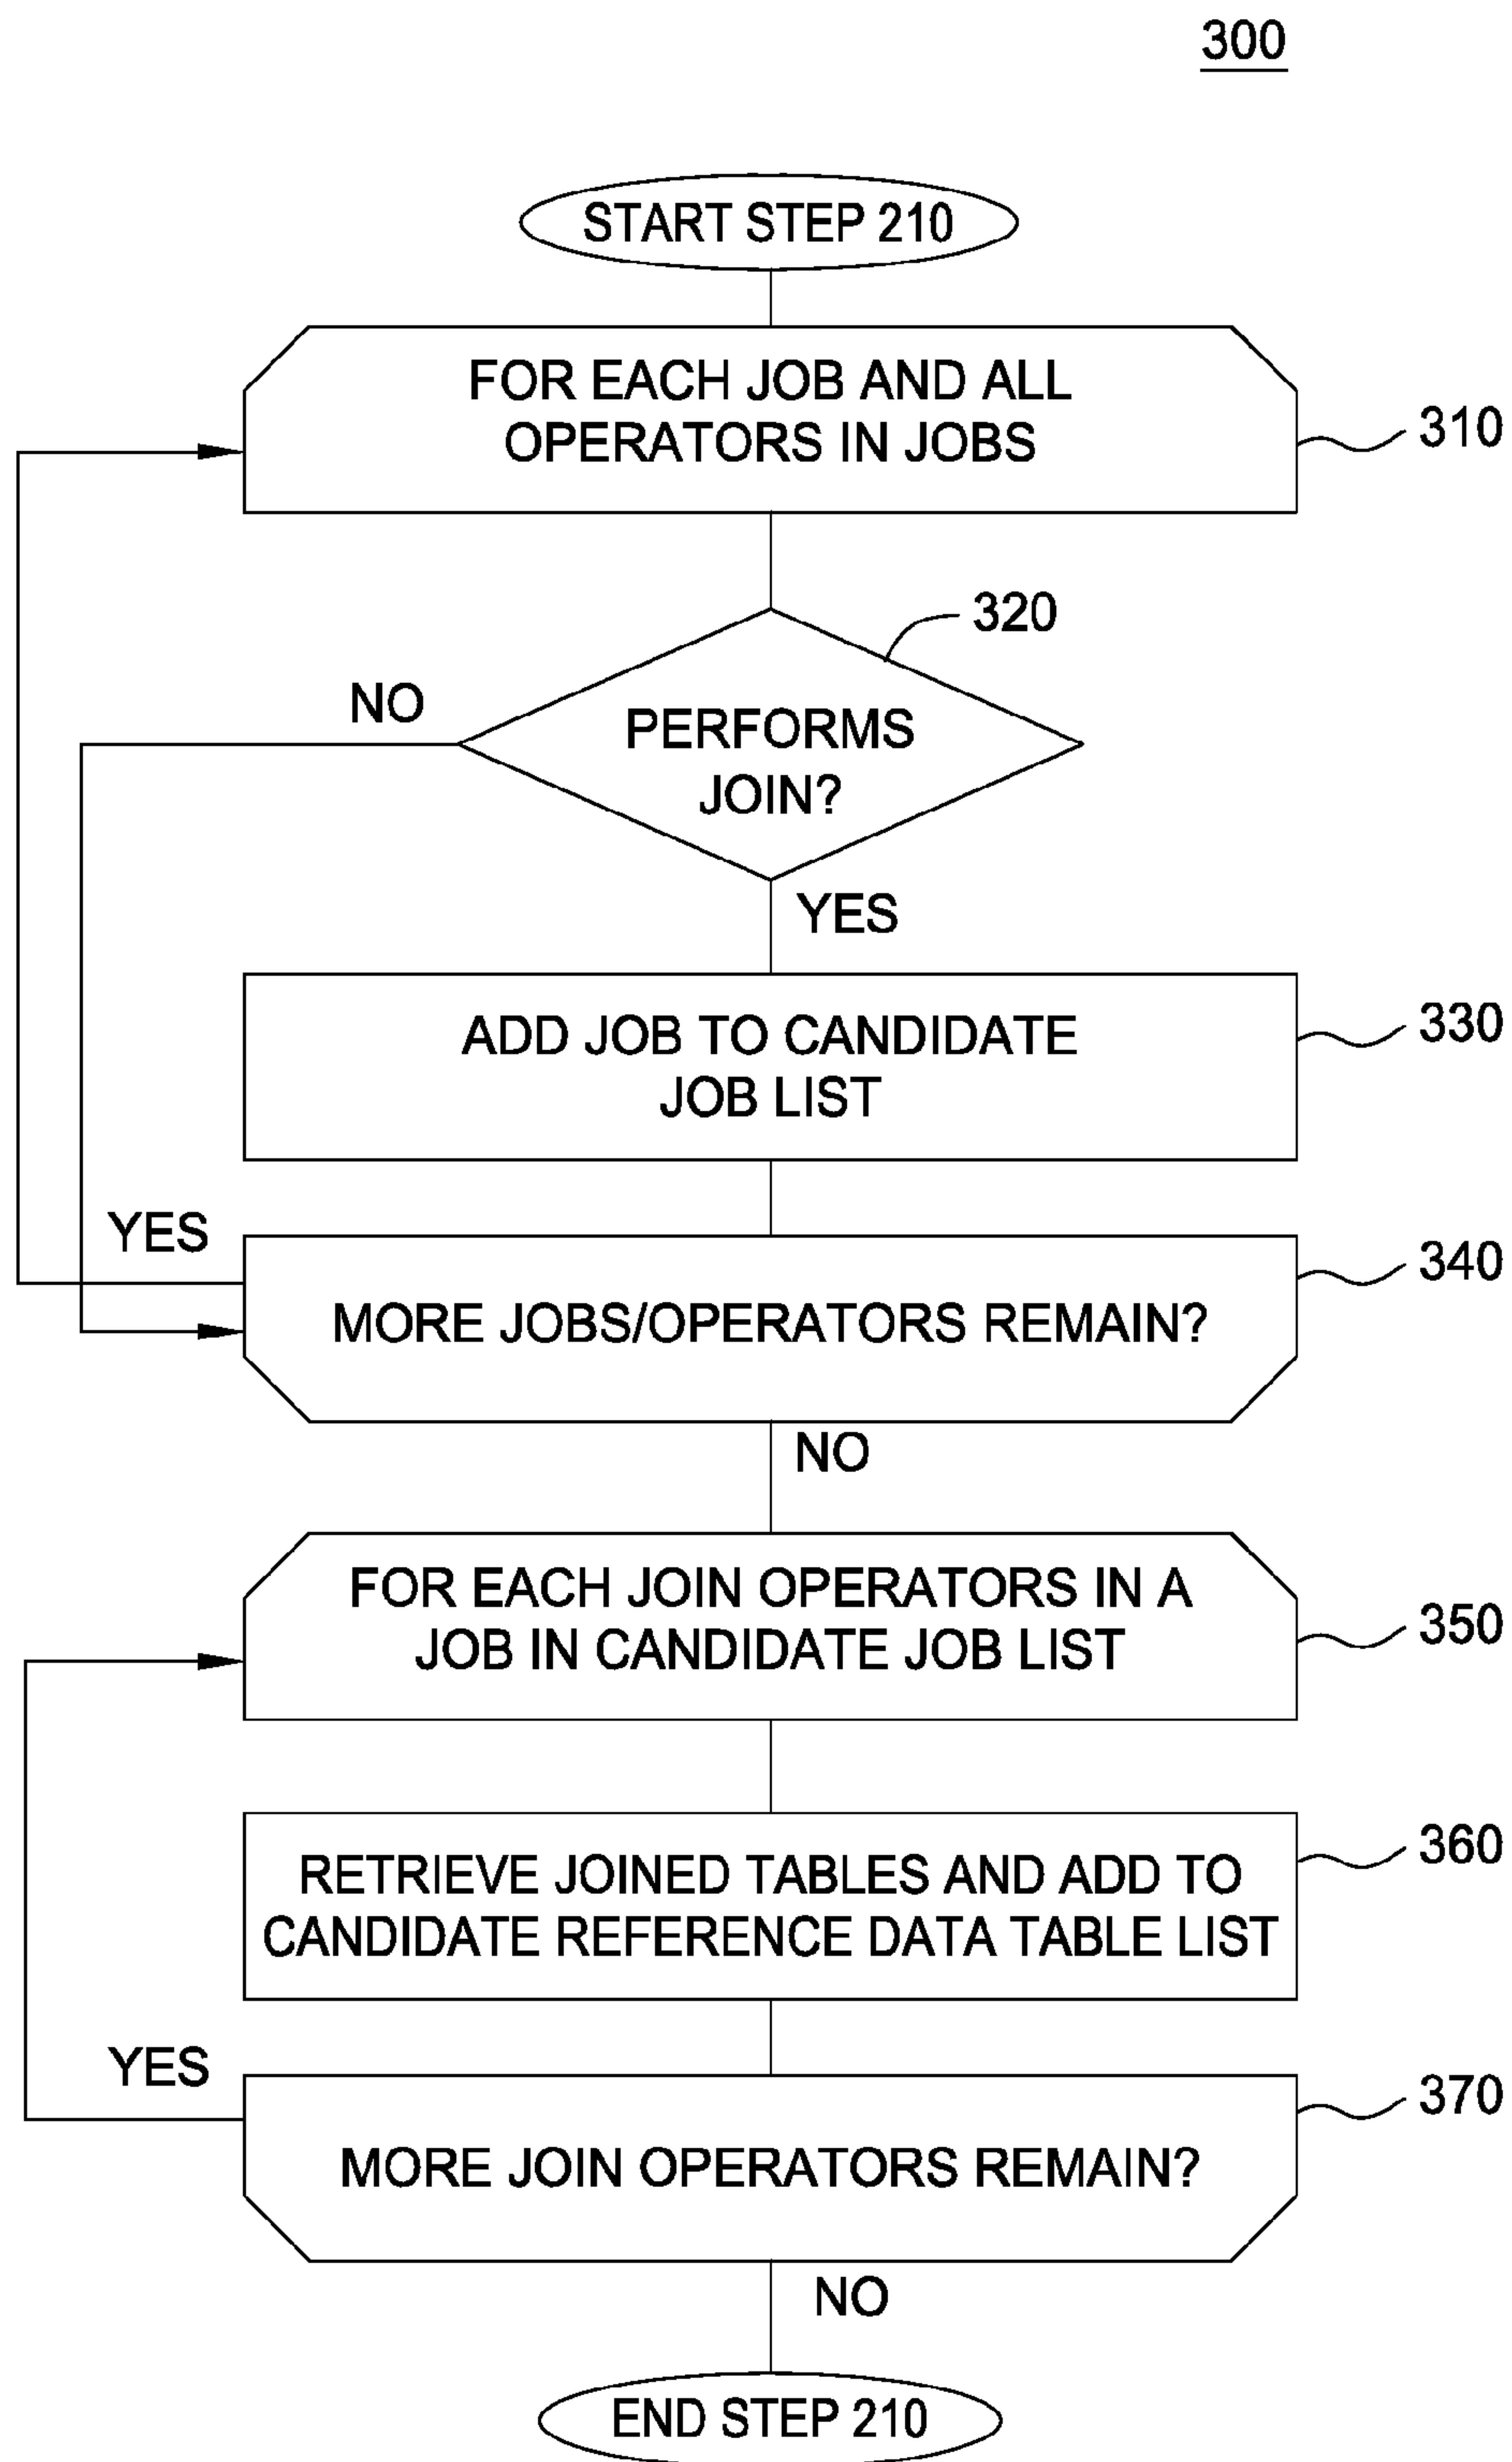 300
START STEP 210
FOR EACH JOB AND ALL
OPERATORS IN JOBS
310
320
NO
PERFORMS
JOIN?
YES
ADD JOB TO CANDIDATE
JOB LIST
330
YES
340
MORE JOBS/OPERATORS REMAIN?
NO
FOR EACH JOIN OPERATORS IN A
JOB IN CANDIDATE JOB LIST
350
RETRIEVE JOINED TABLES AND ADD TO
CANDIDATE REFERENCE DATA TABLE LIST
360
YES
370
MORE JOIN OPERATORS REMAIN?
NO
END STEP 210